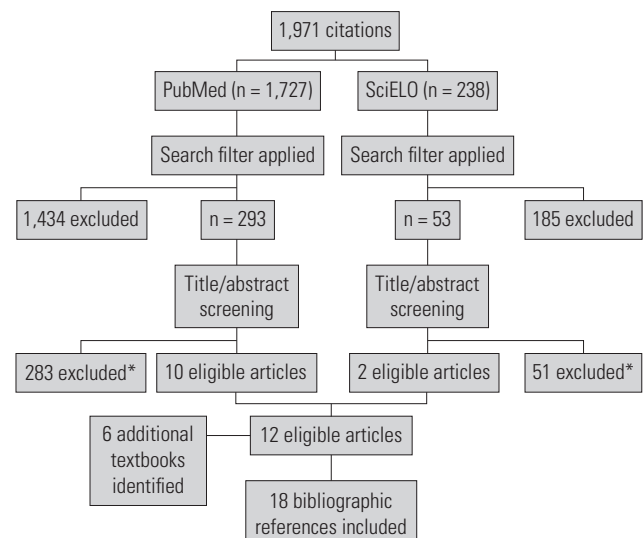 1,971 citations
PubMed (n = 1,727)
SciELO (n = 238)
Search filter applied
Search filter applied
1,434 excluded
n = 293
n = 53
185 excluded
Title/abstract
screening
Title/abstract
screening
283 excluded*
10 eligible articles
2 eligible articles
51 excluded*
6 additional
textbooks
identified
12 eligible articles
18 bibliographic
references included